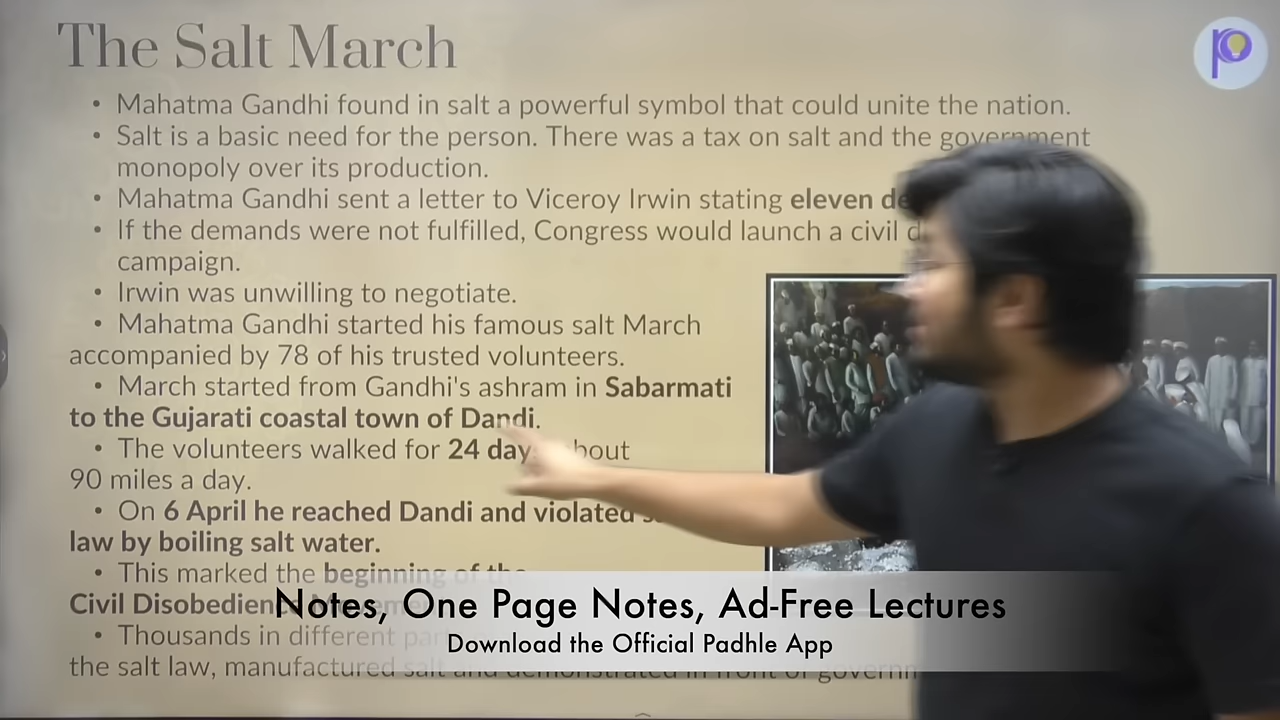 The Salt March
• Mahatma Gandhi found in salt a powerful symbol that could unite the nation.
• Salt is a basic need for the person. There was a tax on salt and the government
monopoly over its production.
• Mahatma Gandhi sent a letter to Viceroy Irwin stating eleven de
• If the demands were not fulfilled, Congress would launch a civil d
campaign.
• Irwin was unwilling to negotiate.
• Mahatma Gandhi started his famous salt March
accompanied by 78 of his trusted volunteers.
• March started from Gandhi's ashram in Sabarmati
to the Gujarati coastal town of Dandi.
• The volunteers walked for 24 day bout
90 miles a day.
• On 6 April he reached Dandi and violated s
law by boiling salt water.
• This marked the beginning of the
Civil Disobedien
Notes, One Page Notes, Ad-Free Lectures
• Thousands in different
Download the Official Padhle App
the salt law, manufactured salt and demonstrated in front of governm